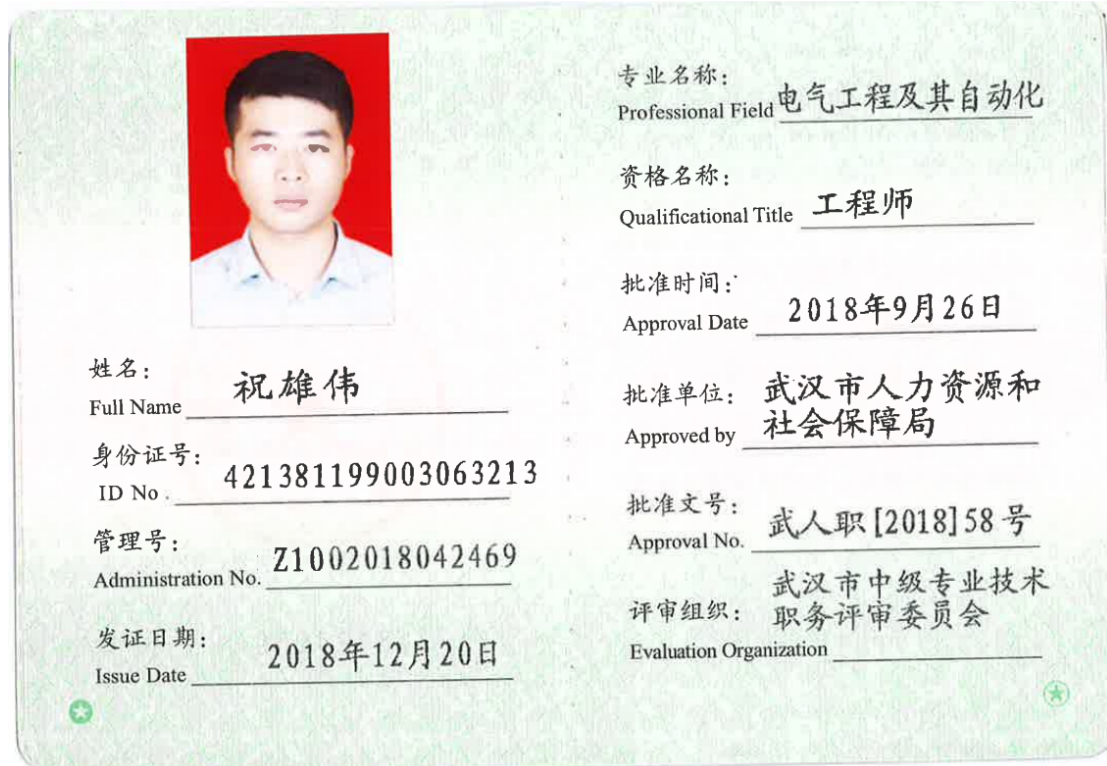 姓名：
Full Name 祝雄伟
身份证号：
ID No. 421381199003063213
管理号：
Administration No. Z1002018042469
发证日期：
Issue Date 2018年12月20日
专业名称：
Professional Field 电气工程及其自动化
资格名称：
Qualificational Title 工程师
批准时间：
Approval Date 2018年9月26日
批准单位： 武汉市人力资源和
Approved by 社会保障局
批准文号：
Approval No. 武人职[2018]58号
武汉市中级专业技术
评审组织： 职务评审委员会
Evaluation Organization